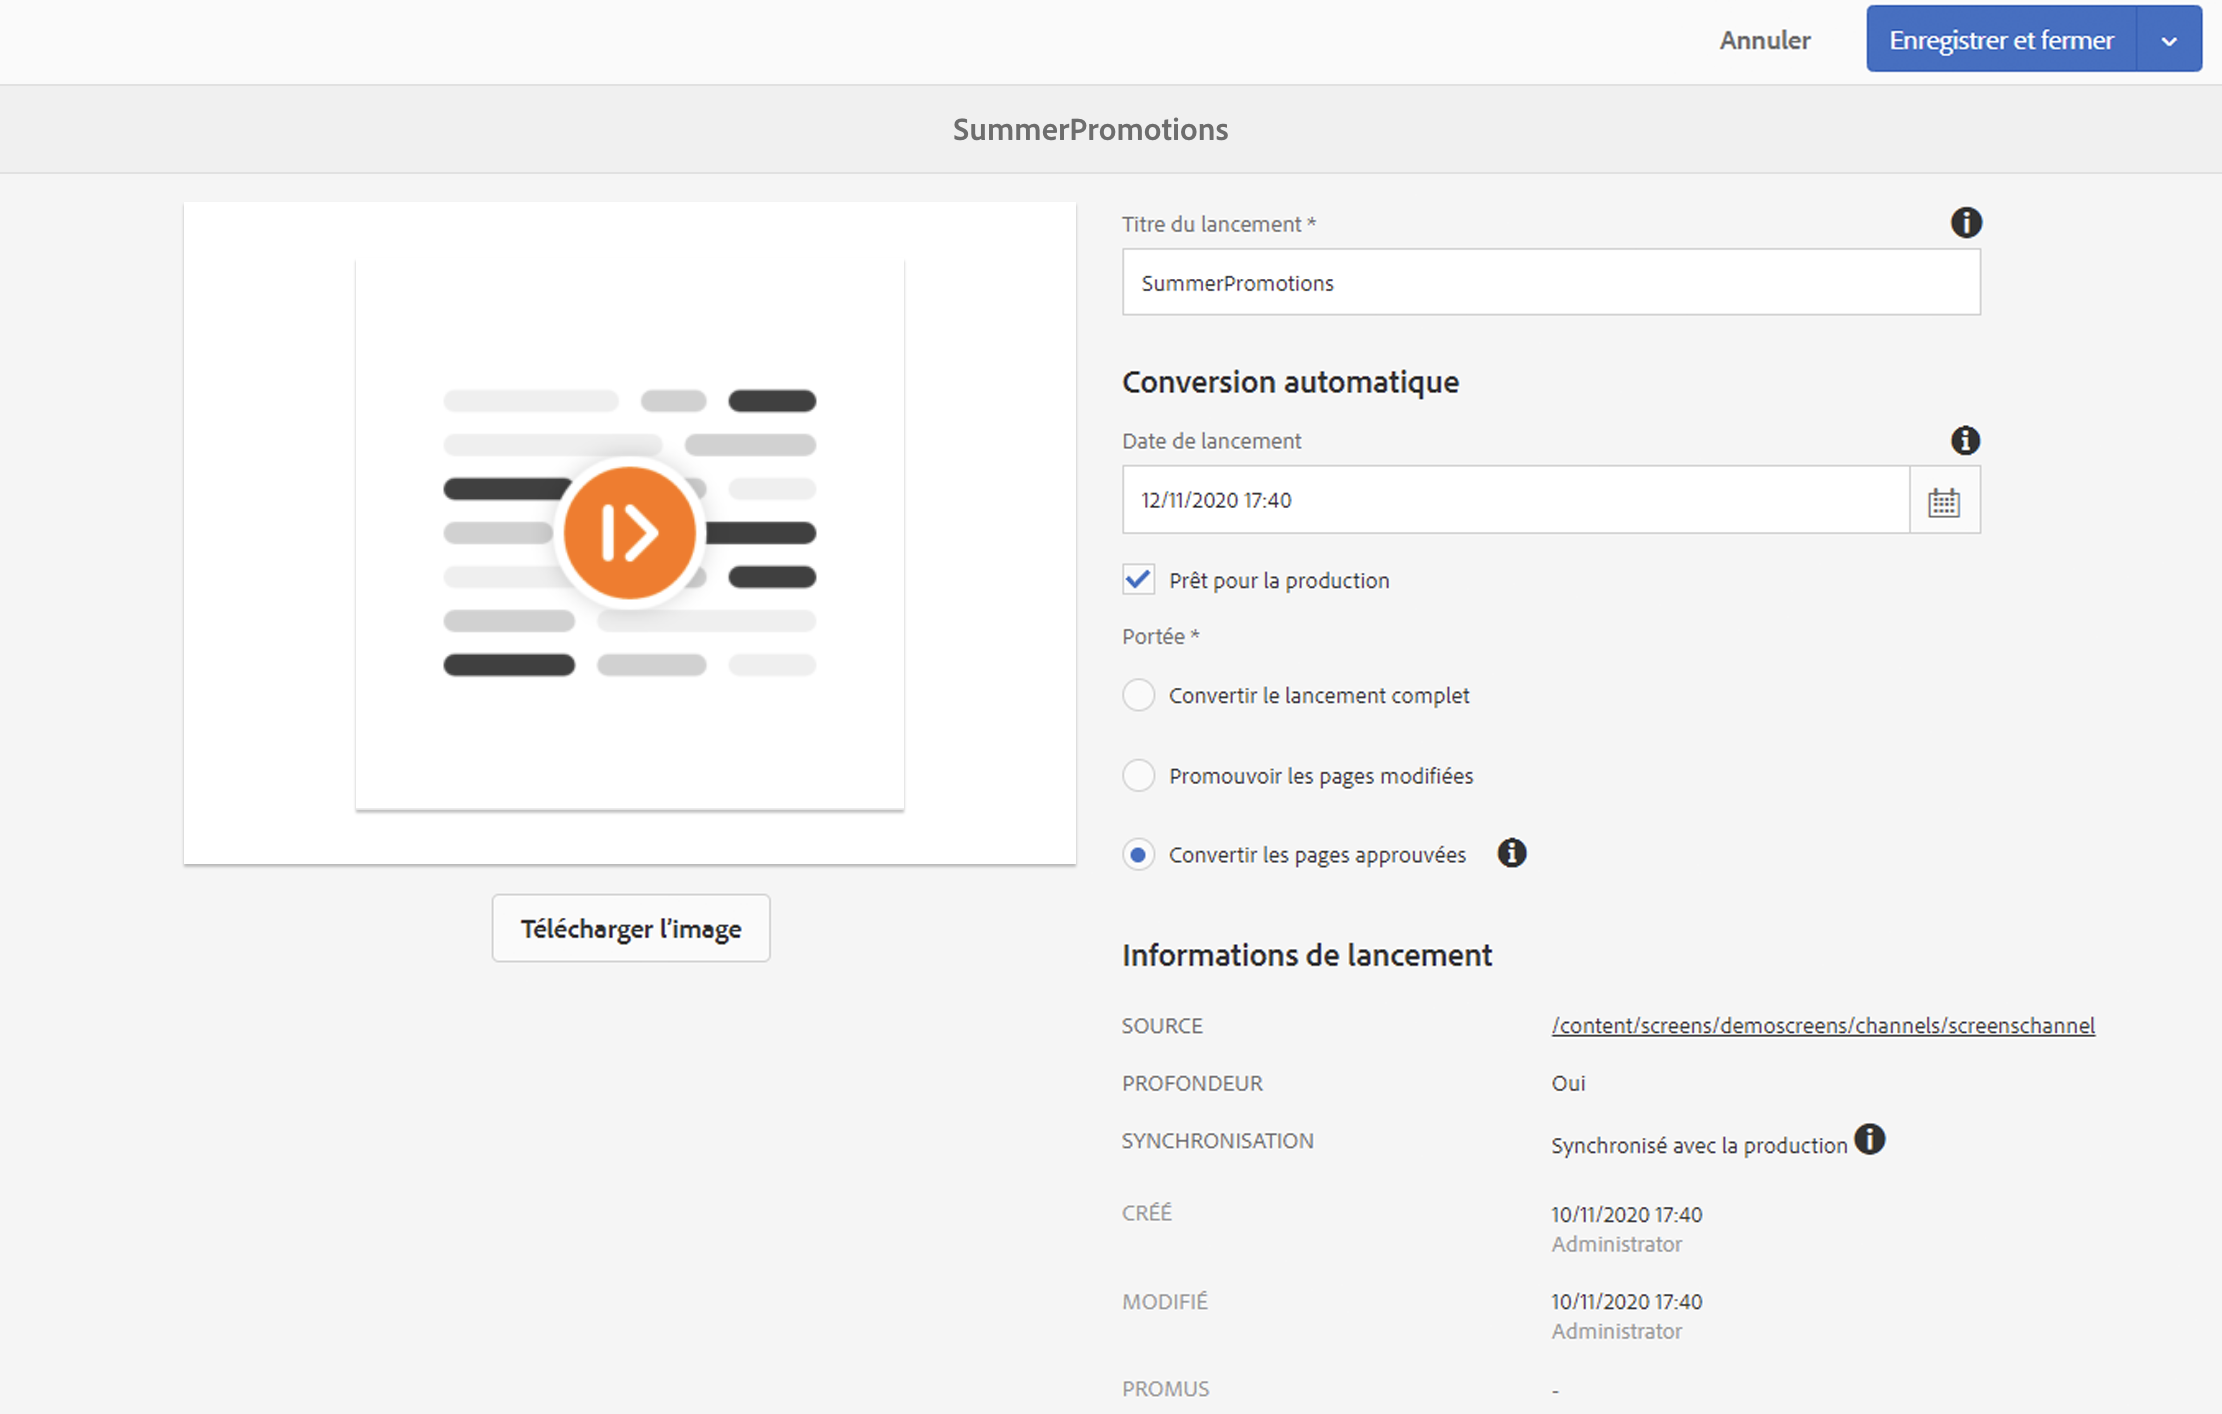 Annuler
Enregistrer et fermer
SummerPromotions
Titre du lancement *
SummerPromotions
Conversion automatique
Date de lancement
12/11/2020 17:40
Prêt pour la production
Portée *
Convertir le lancement complet
Promouvoir les pages modifiées
Convertir les pages approuvées
Télécharger l’image
Informations de lancement
SOURCE /content/screens/demoscreens/channels/screenschannel
PROFONDEUR Oui
SYNCHRONISATION Synchronisé avec la production
CRÉÉ 10/11/2020 17:40
Administrator
MODIFIÉ 10/11/2020 17:40
Administrator
PROMUS -